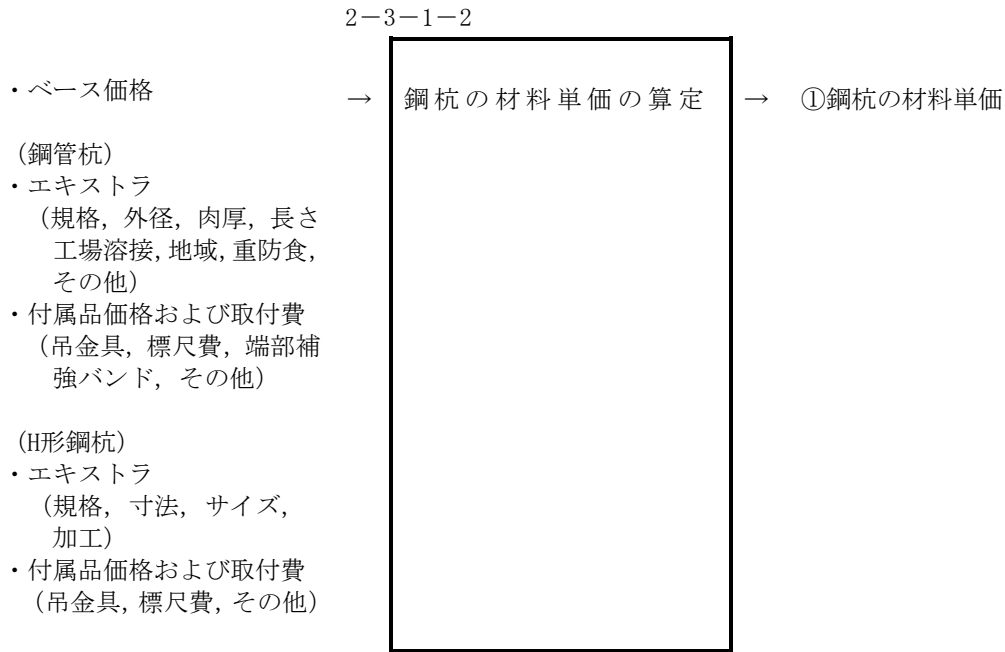 2-3-1-2
・ベース価格 → 鋼杭の材料単価の算定 → ①鋼杭の材料単価
(鋼管杭)
・エキストラ
(規格, 外径, 肉厚, 長さ
工場溶接, 地域, 重防食,
その他)
・付属品価格および取付費
(吊金具, 標尺費, 端部補
強バンド, その他)
(H形鋼杭)
・エキストラ
(規格, 寸法, サイズ,
加工)
・付属品価格および取付費
(吊金具, 標尺費, その他)